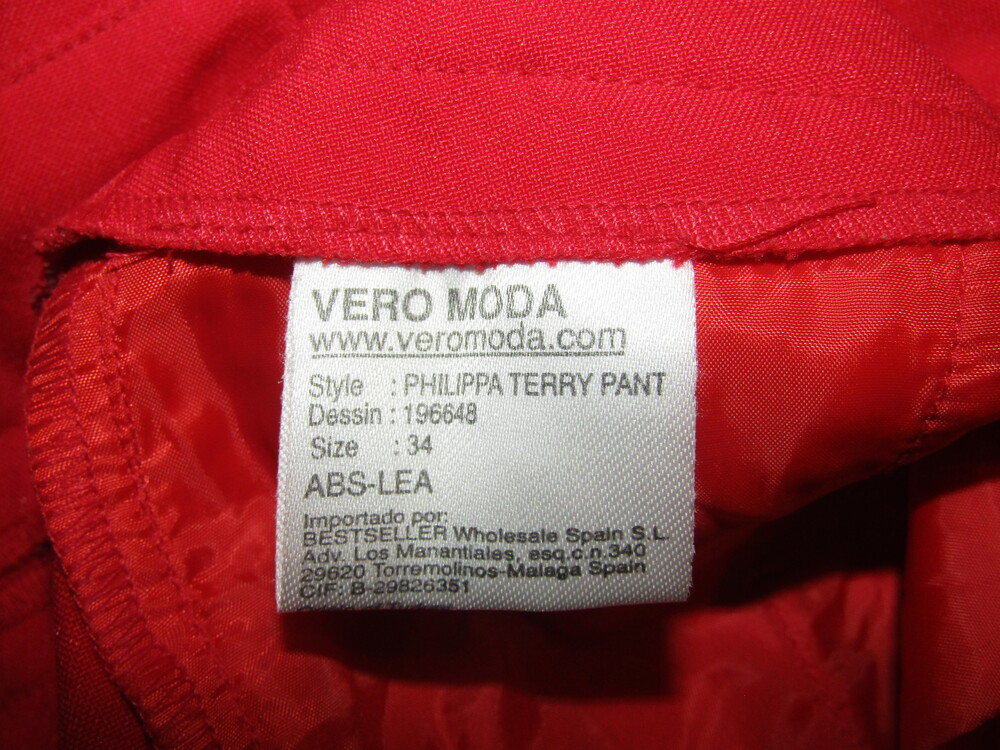 VERO MODA
www.veromoda.com
Style : PHILIPPA TERRY PANT
Dessin : 196648
Size : 34
ABS-LEA
Importado por:
BESTSELLER Wholesale Spain S.L.
Adv. Los Manantiales, esq.c.n.340
29620 Torremolinos-Malaga Spain
CIF: B-29826351